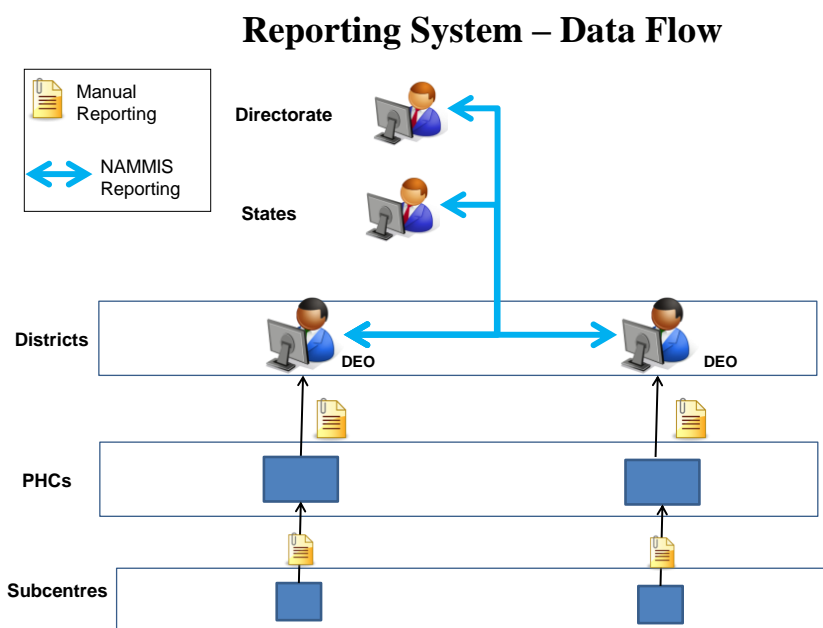 Reporting System – Data Flow
Manual
Reporting
NAMMIS
Reporting
Directorate
States
Districts
DEO
DEO
PHCs
Subcentres